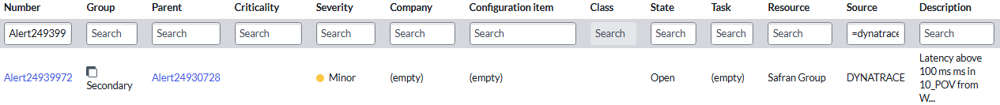 Number Group Parent Criticality Severity Company Configuration item Class State Task Resource Source Description
Alert249399 Search Search Search Search Search Search Search Search Search Search =dynatrace Search
Alert24939972 Secondary Alert24930728 Minor (empty) (empty) Open (empty) Safran Group DYNATRACE Latency above
100 ms ms in
10_POV from
W...